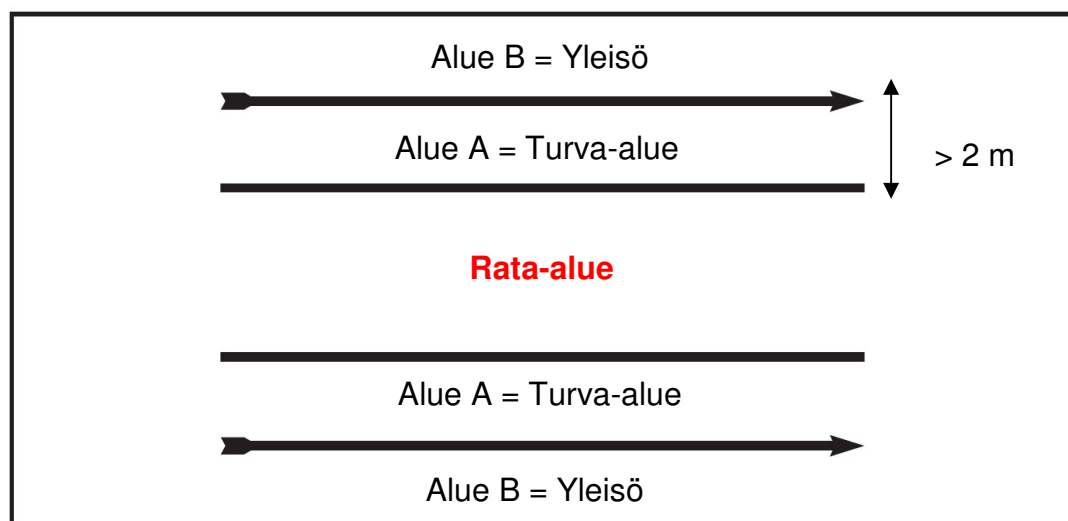 Alue B = Yleisö
Alue A = Turva-alue
> 2 m
Rata-alue
Alue A = Turva-alue
Alue B = Yleisö